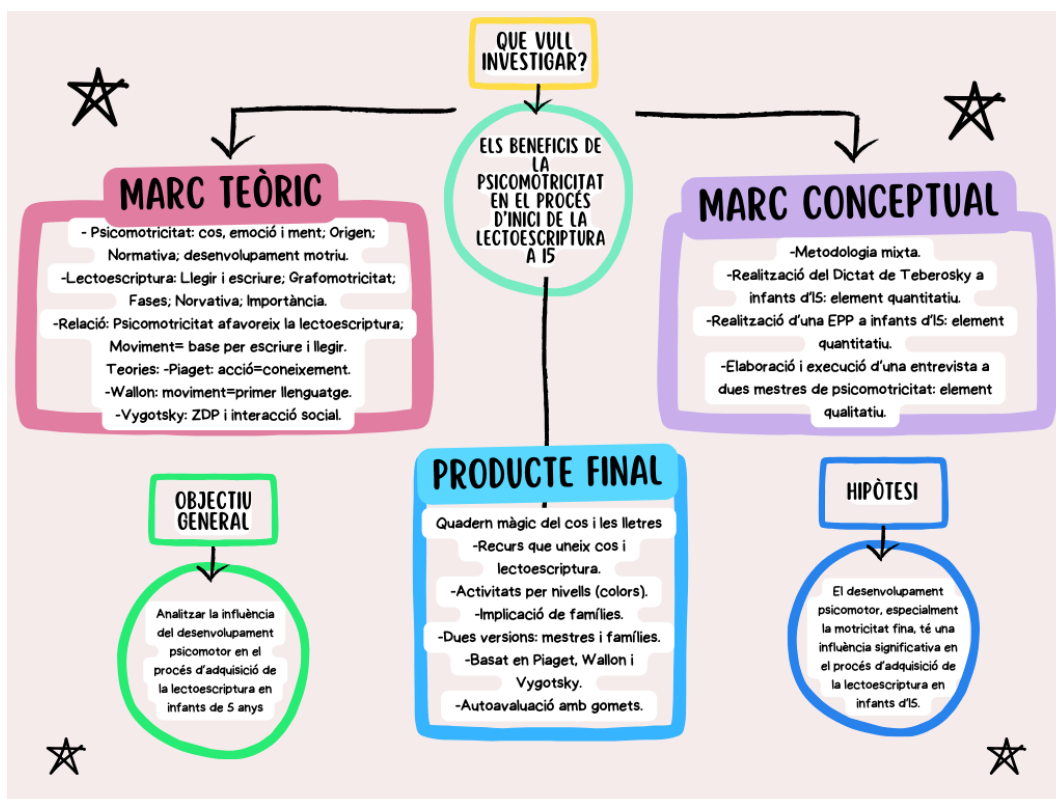 QUE VULL
INVESTIGAR?
ELS BENEFICIS DE
LA
PSICOMOTRICITAT
EN EL PROCÉS
D'INICI DE LA
LECTOESCRIPTURA
A I5
MARC TEÒRIC
- Psicomotricitat: cos, emoció i ment; Origen;
Normativa; desenvolupament motriu.
-Lectoescriptura: Llegir i escriure; Grafomotricitat;
Fases; Norvativa; Importància.
-Relació: Psicomotricitat afavoreix la lectoescriptura;
Moviment= base per escriure i llegir.
Teories: -Piaget: acció=coneixement.
-Wallon: moviment=primer llenguatge.
-Vygotsky: ZDP i interacció social.
MARC CONCEPTUAL
-Metodologia mixta.
-Realització del Dictat de Teberosky a
infants d'I5: element quantitatiu.
-Realització d'una EPP a infants d'I5: element
quantitatiu.
-Elaboració i execució d'una entrevista a
dues mestres de psicomotricitat: element
qualitatiu.
OBJECTIU
GENERAL
Analitzar la influència
del desenvolupament
psicomotor en el
procés d'adquisició de
la lectoescriptura en
infants de 5 anys
PRODUCTE FINAL
Quadern màgic del cos i les lletres
-Recurs que uneix cos i
lectoescriptura.
-Activitats per nivells (colors).
-Implicació de famílies.
-Dues versions: mestres i famílies.
-Basat en Piaget, Wallon i
Vygotsky.
-Autoavaluació amb gomets.
HIPÒTESI
El desenvolupament
psicomotor, especialment
la motricitat fina, té una
influència significativa en
el procés d'adquisició de
la lectoescriptura en
infants d'I5.